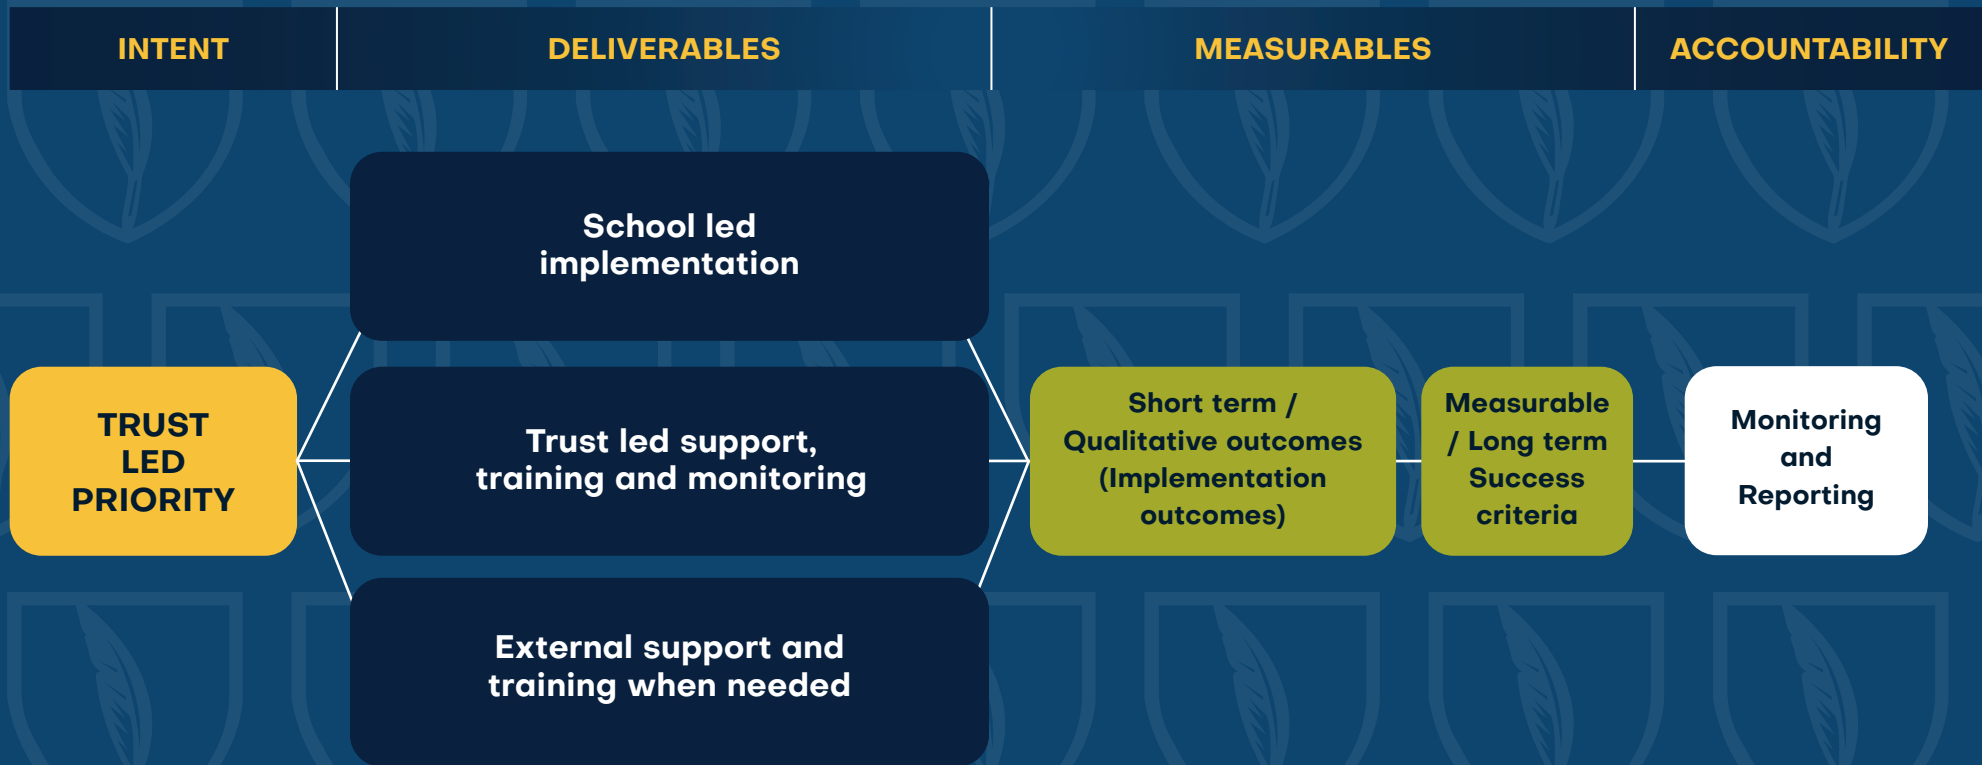 INTENT
DELIVERABLES
MEASURABLES
ACCOUNTABILITY
School led
implementation
TRUST
LED
PRIORITY
Trust led support,
training and monitoring
External support and
training when needed
Short term /
Qualitative outcomes
(Implementation
outcomes)
Measurable
/ Long term
Success
criteria
Monitoring
and
Reporting